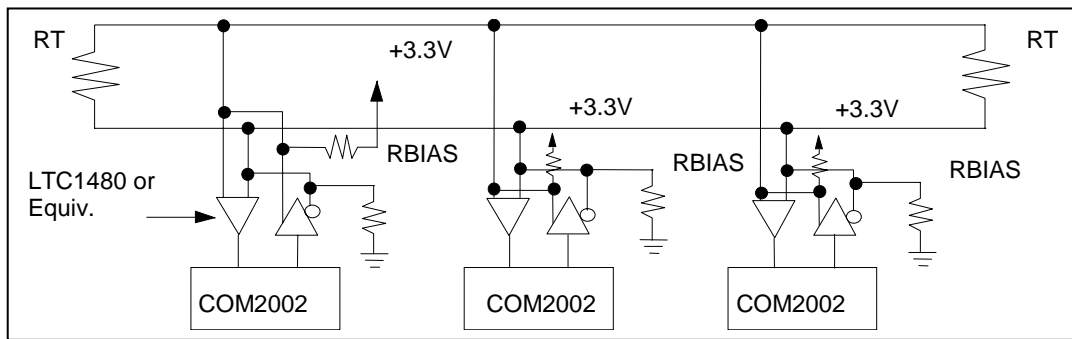 RT
+3.3V
RT
+3.3V
+3.3V
RBIAS
RBIAS
RBIAS
LTC1480 or
Equiv.
COM2002
COM2002
COM2002